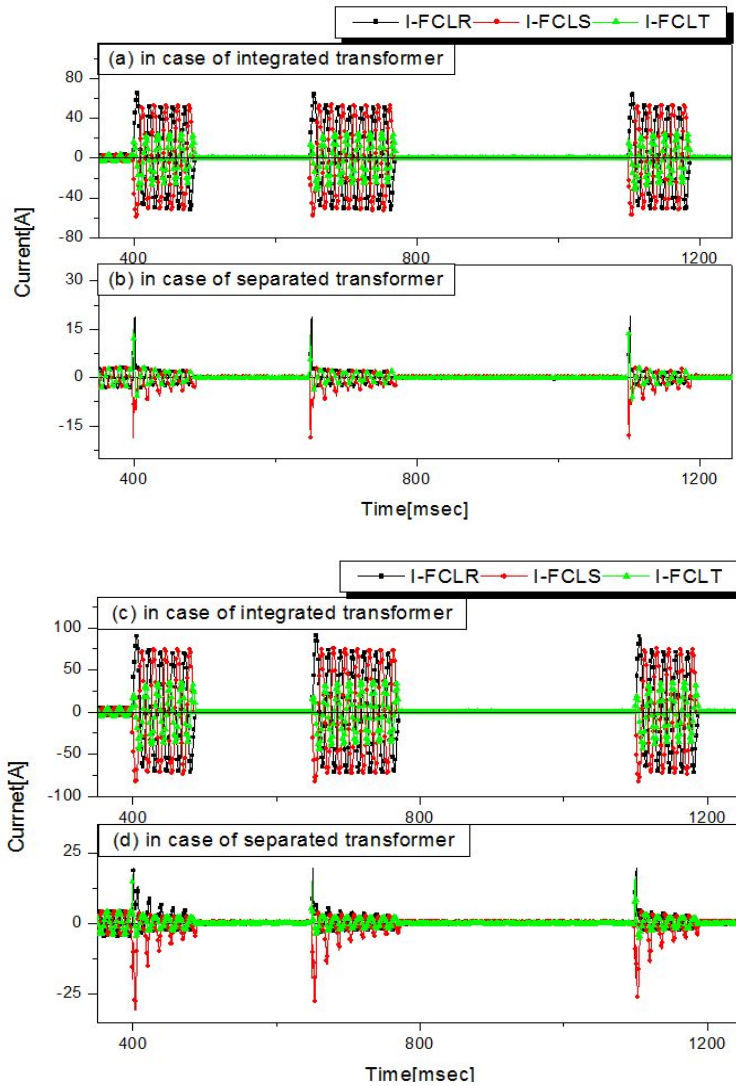 I-FCLR I-FCLS I-FCLT
(a) in case of integrated transformer
80
40
0
-40
-80
400 800 1200
(b) in case of separated transformer
30
15
0
-15
400 800 1200
Current[A]
Time[msec]
I-FCLR I-FCLS I-FCLT
(c) in case of integrated transformer
100
50
0
-50
-100
400 800 1200
(d) in case of separated transformer
25
0
-25
400 800 1200
Currnet[A]
Time[msec]